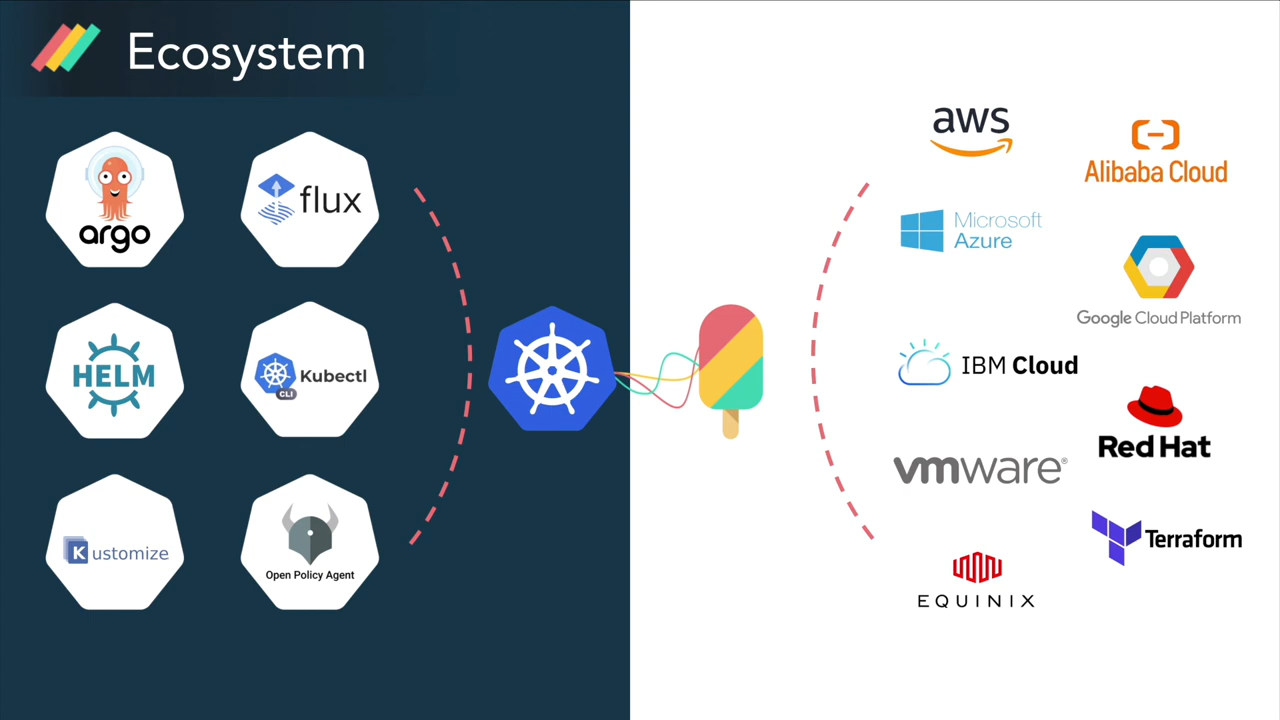 Ecosystem
argo
flux
HELM
Kubectl
CLI
Kustomize
Open Policy Agent
aws
Alibaba Cloud
Microsoft
Azure
Google Cloud Platform
IBM Cloud
Red Hat
vmware®
Terraform
EQUINIX